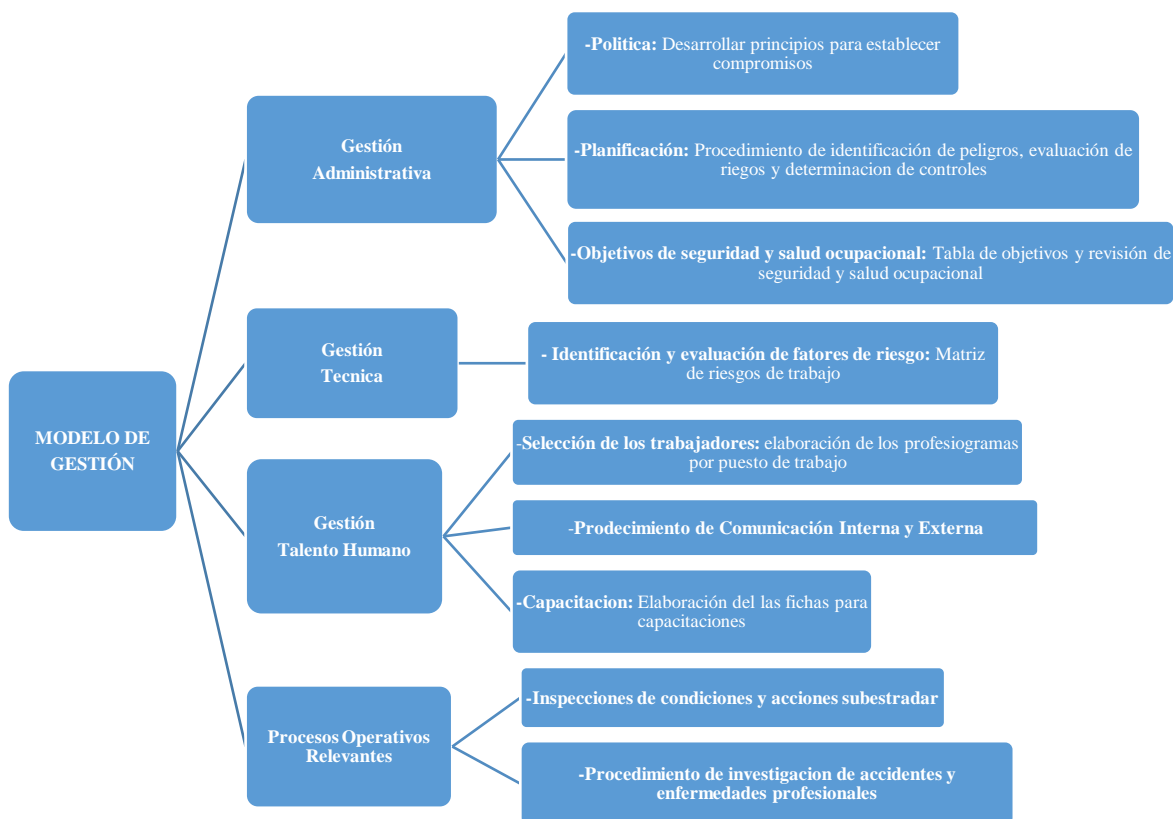 -Politica: Desarrollar principios para establecer
compromisos
Gestión
Administrativa
-Planificación: Procedimiento de identificación de peligros, evaluación de
riegos y determinacion de controles
-Objetivos de seguridad y salud ocupacional: Tabla de objetivos y revisión de
seguridad y salud ocupacional
Gestión
Tecnica
- Identificación y evaluación de fatores de riesgo: Matriz
de riesgos de trabajo
MODELO DE
GESTIÓN
-Selección de los trabajadores: elaboración de los profesiogramas
por puesto de trabajo
Gestión
Talento Humano
-Prodecimiento de Comunicación Interna y Externa
-Capacitacion: Elaboración del las fichas para
capacitaciones
-Inspecciones de condiciones y acciones subestradar
Procesos Operativos
Relevantes
-Procedimiento de investigacion de accidentes y
enfermedades profesionales